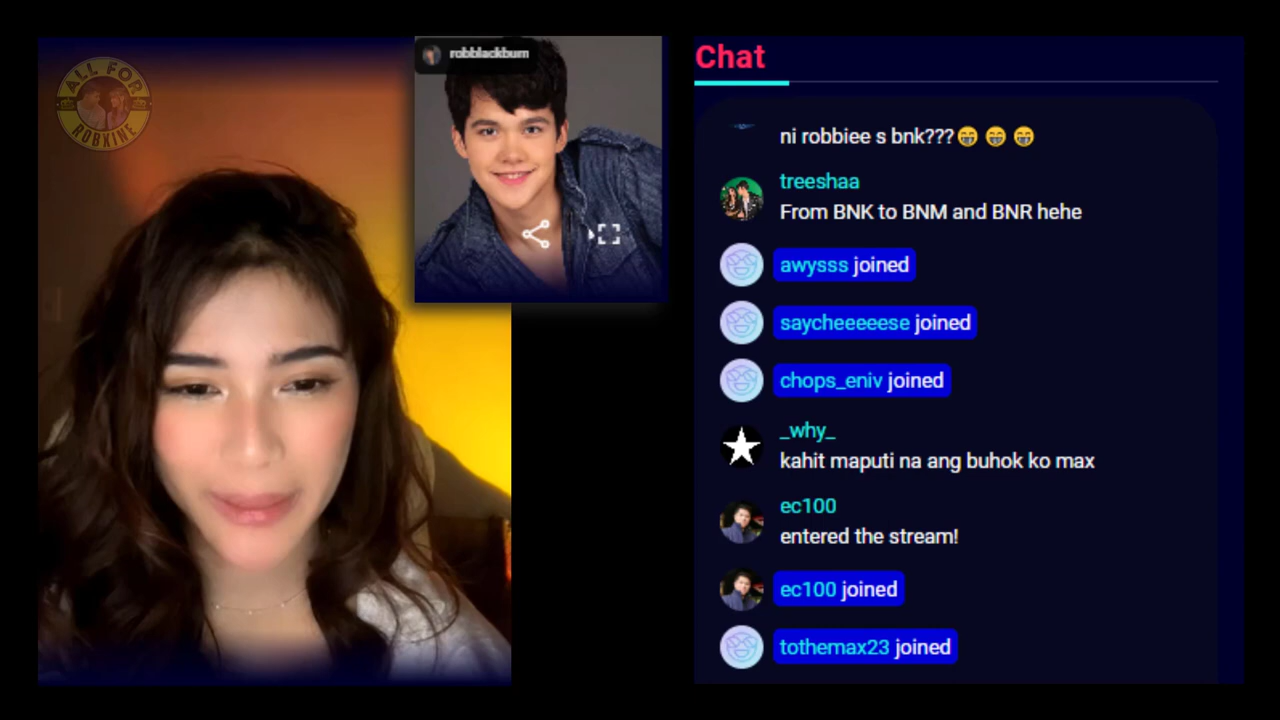 ALL FOR
ROBXINE
robblackburn
Chat
ni robbiee s bnk???😁 😁 😁
treeshaa
From BNK to BNM and BNR hehe
awysss joined
saycheeeeese joined
chops_eniv joined
_why_
kahit maputi na ang buhok ko max
ec100
entered the stream!
ec100 joined
tothemax23 joined